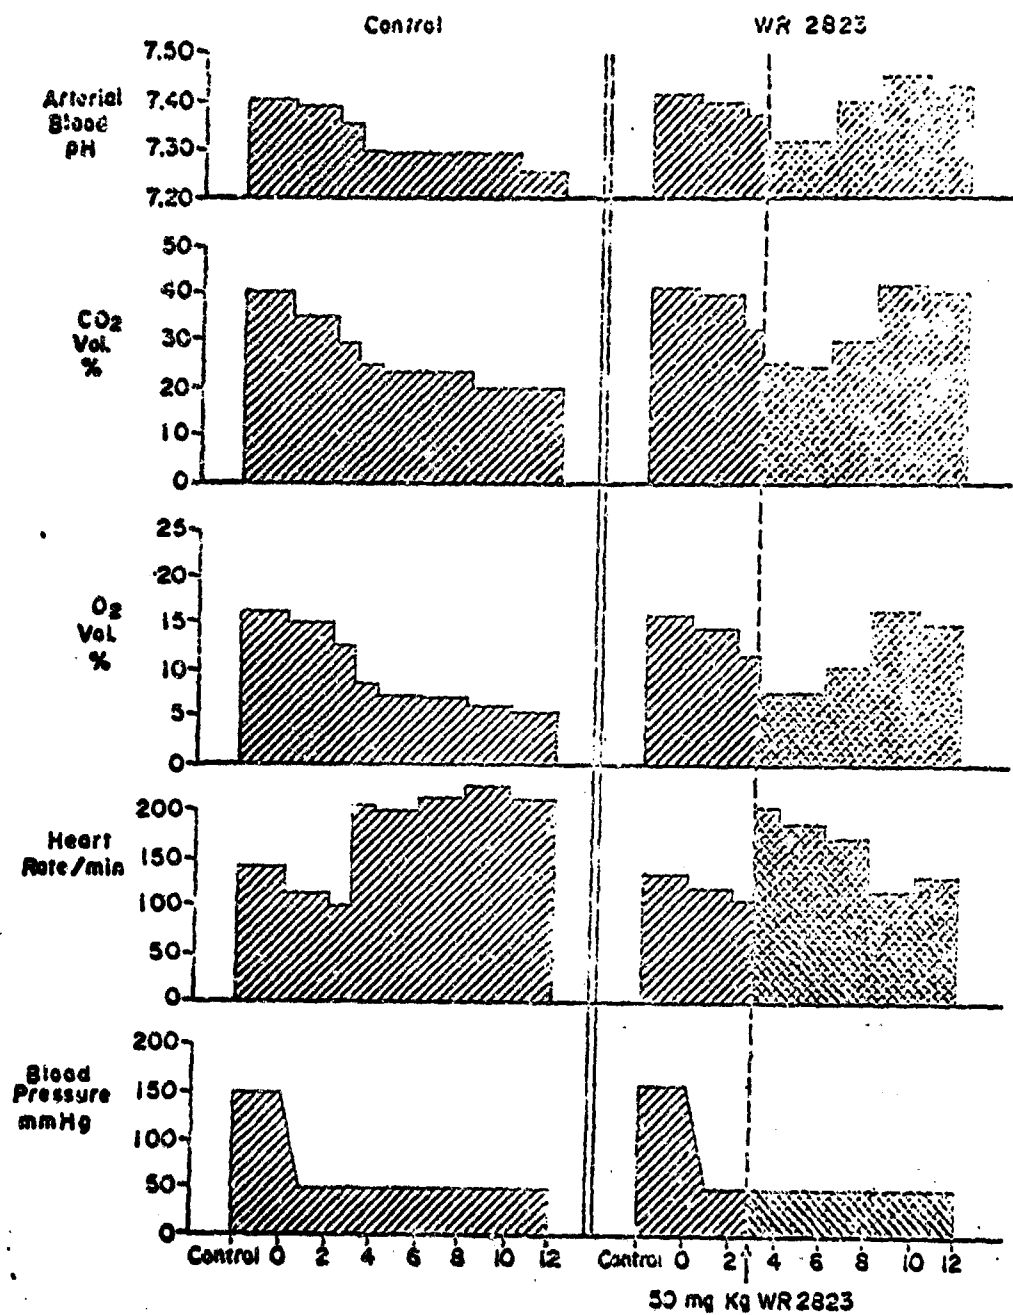 Control WR 2823
Arterial
Blood
pH
7.50
7.40
7.30
7.20
CO2
Vol.
%
50
40
30
20
10
0
O2
Vol.
%
25
20
15
10
5
0
Heart
Rate/min
200
150
100
50
0
Blood
Pressure
mmHg
200
150
100
50
0
Control 0 2 4 6 8 10 12 Control 0 2 4 6 8 10 12
50 mg Kg WR 2823